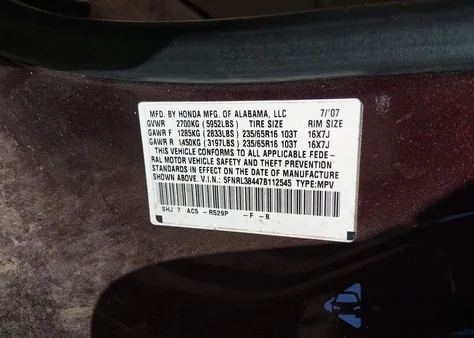 MFD. BY HONDA MFG. OF ALABAMA, LLC 7/'07
GVWR 2700KG (5952LBS) TIRE SIZE RIM SIZE
GAWR F 1285KG (2833LBS) 235/65R16 103T 16X7J
GAWR R 1450KG (3197LBS) 235/65R16 103T 16X7J
THIS VEHICLE CONFORMS TO ALL APPLICABLE FEDE-
RAL MOTOR VEHICLE SAFETY AND THEFT PREVENTION
STANDARDS IN EFFECT ON THE DATE OF MANUFACTURE
SHOWN ABOVE. V.I.N.: 5FNRL38447B112545 TYPE:MPV
SHJ 7 AC5 -R529P -F -B